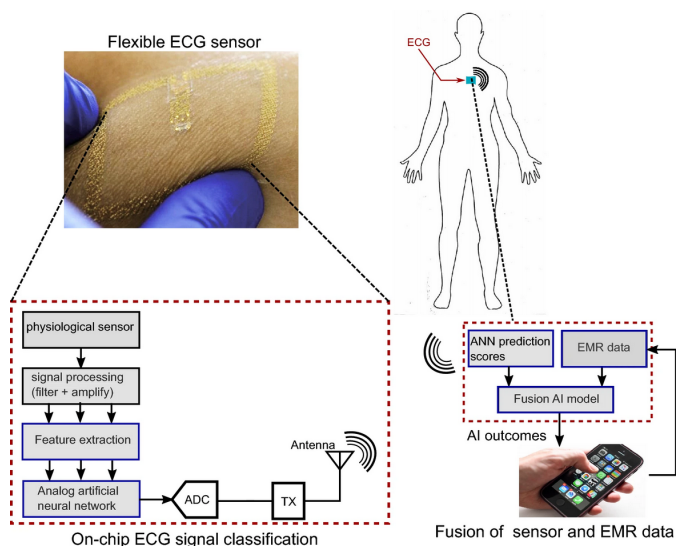 Flexible ECG sensor
ECG
physiological sensor
signal processing
(filter + amplify)
Feature extraction
Analog artificial
neural network
ADC
TX
Antenna
On-chip ECG signal classification
ANN prediction
scores
EMR data
Fusion AI model
AI outcomes
Fusion of sensor and EMR data